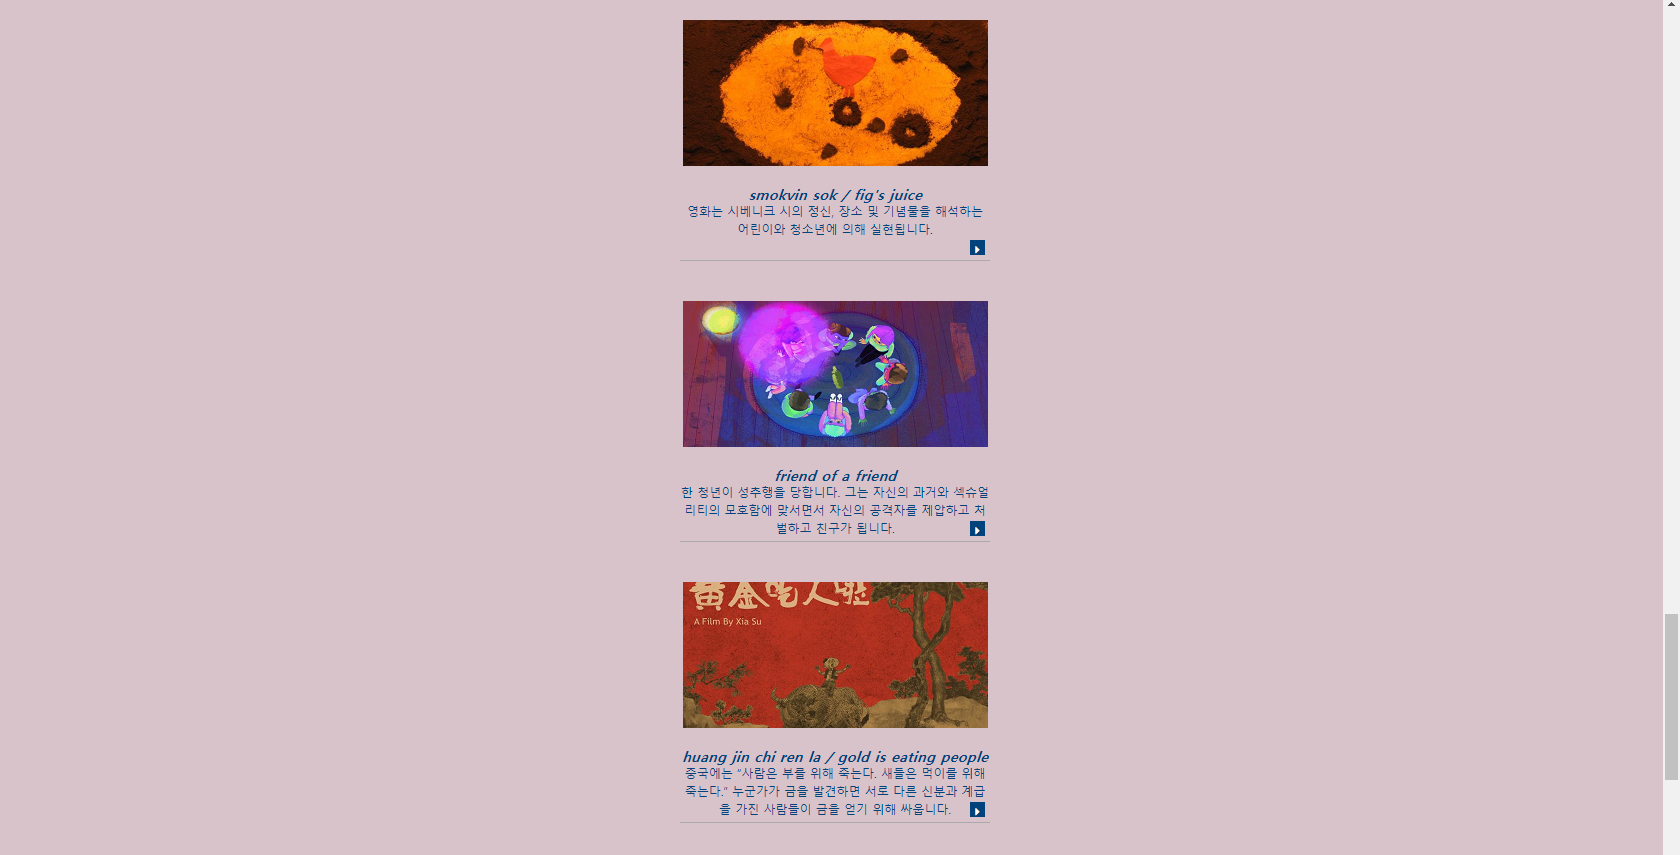 smokvin sok / fig's juice
영화는 시베니크 시의 정신, 장소 및 기념물을 해석하는
어린이와 청소년에 의해 실현됩니다.
friend of a friend
한 청년이 성추행을 당합니다. 그는 자신의 과거와 섹슈얼
리티의 모호함에 맞서면서 자신의 공격자를 제압하고 처
벌하고 친구가 됩니다.
黄金吃人啦
A Film By Xia Su
huang jin chi ren la / gold is eating people
중국에는 "사람은 부를 위해 죽는다. 새들은 먹이를 위해
죽는다." 누군가가 금을 발견하면 서로 다른 신분과 계급
을 가진 사람들이 금을 얻기 위해 싸웁니다.